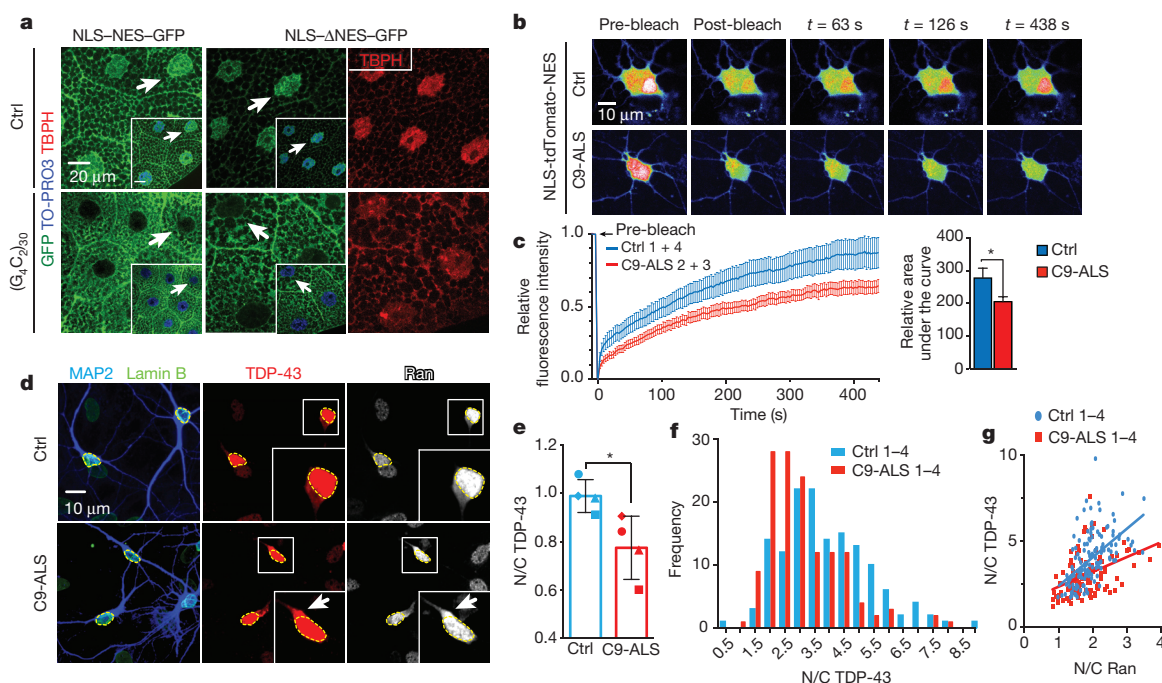 a
NLS–NES–GFP
NLS–ΔNES–GFP
Ctrl
(G4C2)30
GFP TO-PRO3 TBPH
TBPH
20 μm
b
Pre-bleach
Post-bleach
t = 63 s
t = 126 s
t = 438 s
NLS-tdTomato-NES
Ctrl
C9-ALS
10 μm
c
Relative
fluorescence intensity
1.0
0.5
0.0
Pre-bleach
Ctrl 1 + 4
C9-ALS 2 + 3
0
100
200
300
400
Time (s)
Relative area
under the curve
400
300
200
100
0
*
Ctrl
C9-ALS
d
MAP2 Lamin B
TDP-43
Ran
Ctrl
10 μm
C9-ALS
e
N/C TDP-43
1.2
1.0
0.8
0.6
0.4
*
Ctrl C9-ALS
f
Frequency
30
20
10
0
Ctrl 1–4
C9-ALS 1–4
0.5
1.5
2.5
3.5
4.5
5.5
6.5
7.5
8.5
N/C TDP-43
g
Ctrl 1–4
C9-ALS 1–4
N/C TDP-43
10
5
0
0 1 2 3 4
N/C Ran